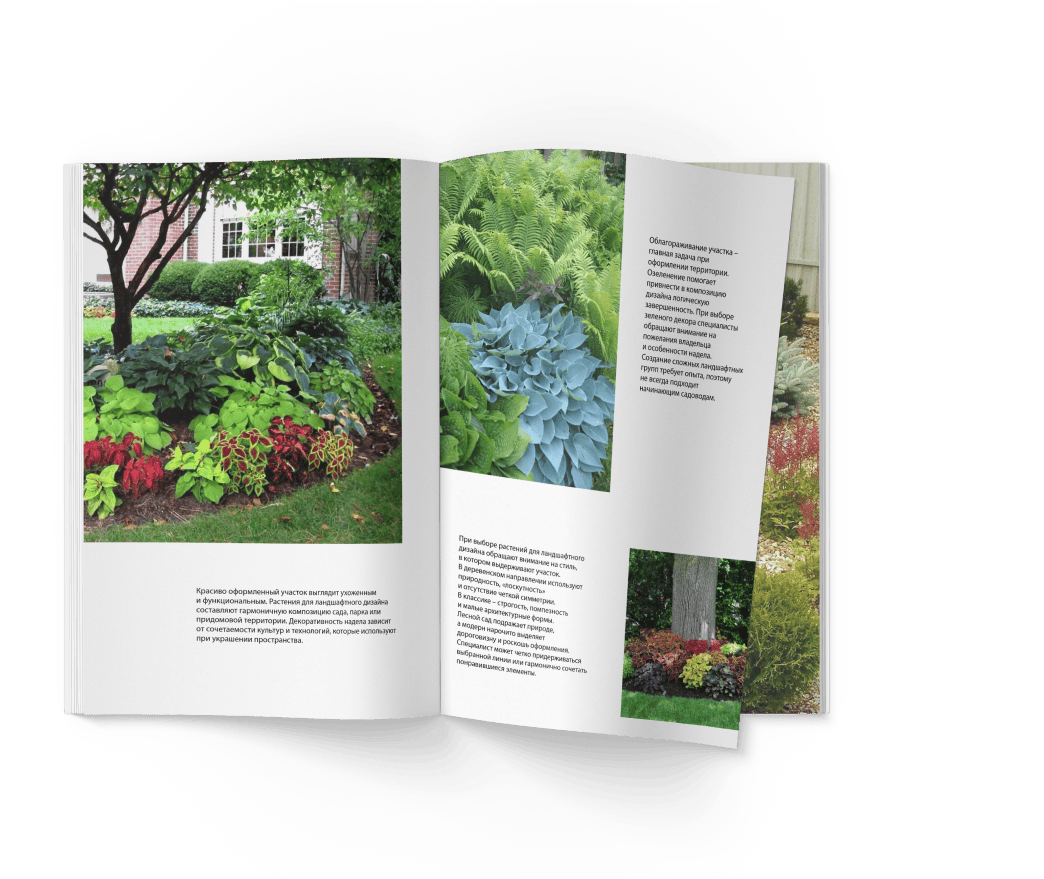 Красиво оформленный участок выглядит ухоженным
и функциональным. Растения для ландшафтного дизайна
составляют гармоничную композицию сада, парка или
придомовой территории. Декоративность надела зависит
от сочетаемости культур и технологий, которые используют
при украшении пространства.
При выборе растений для ландшафтного
дизайна обращают внимание на стиль,
в котором выдерживают участок.
В деревенском направлении используют
природность, «лоскутность»
и отсутствие четкой симметрии.
В классике – строгость, помпезность
и малые архитектурные формы.
Лесной сад подражает природе,
а модерн нарочито выделяет
дороговизну и роскошь оформления.
Специалист может четко придерживаться
выбранной линии или гармонично сочетать
понравившиеся элементы.
Облагораживание участка –
главная задача при
оформлении территории.
Озеленение помогает
привнести в композицию
дизайна логическую
завершенность. При выборе
зеленого декора специалисты
обращают внимание на
пожелания владельца
и особенности надела.
Создание сложных ландшафтных
групп требует опыта, поэтому
не всегда подходит
начинающим садоводам.